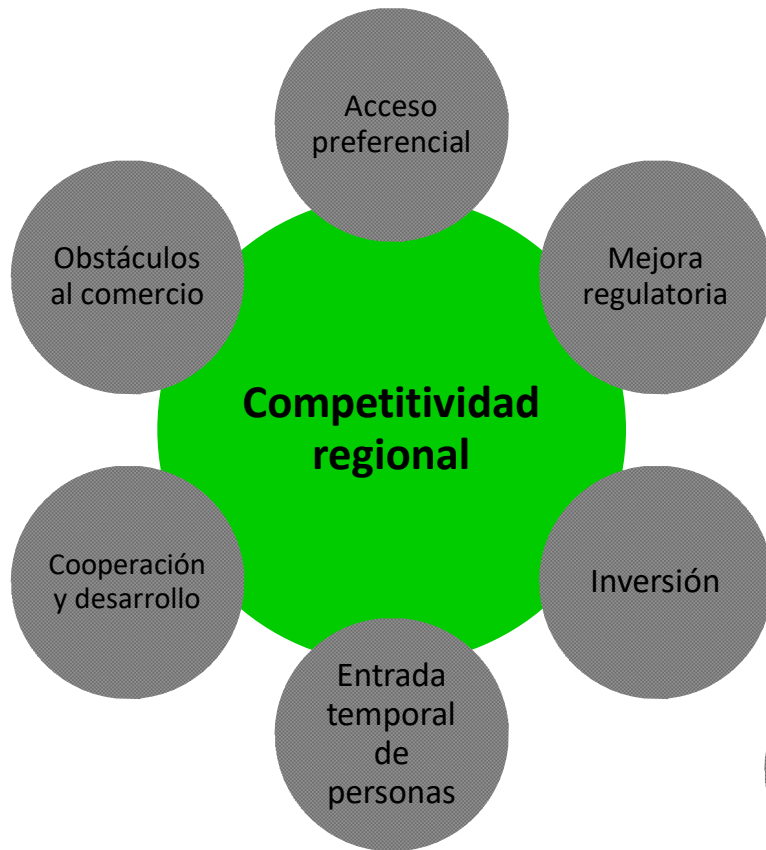 Acceso
preferencial
Mejora
regulatoria
Inversión
Entrada
temporal
de
personas
Cooperación
y desarrollo
Obstáculos
al comercio
Competitividad
regional